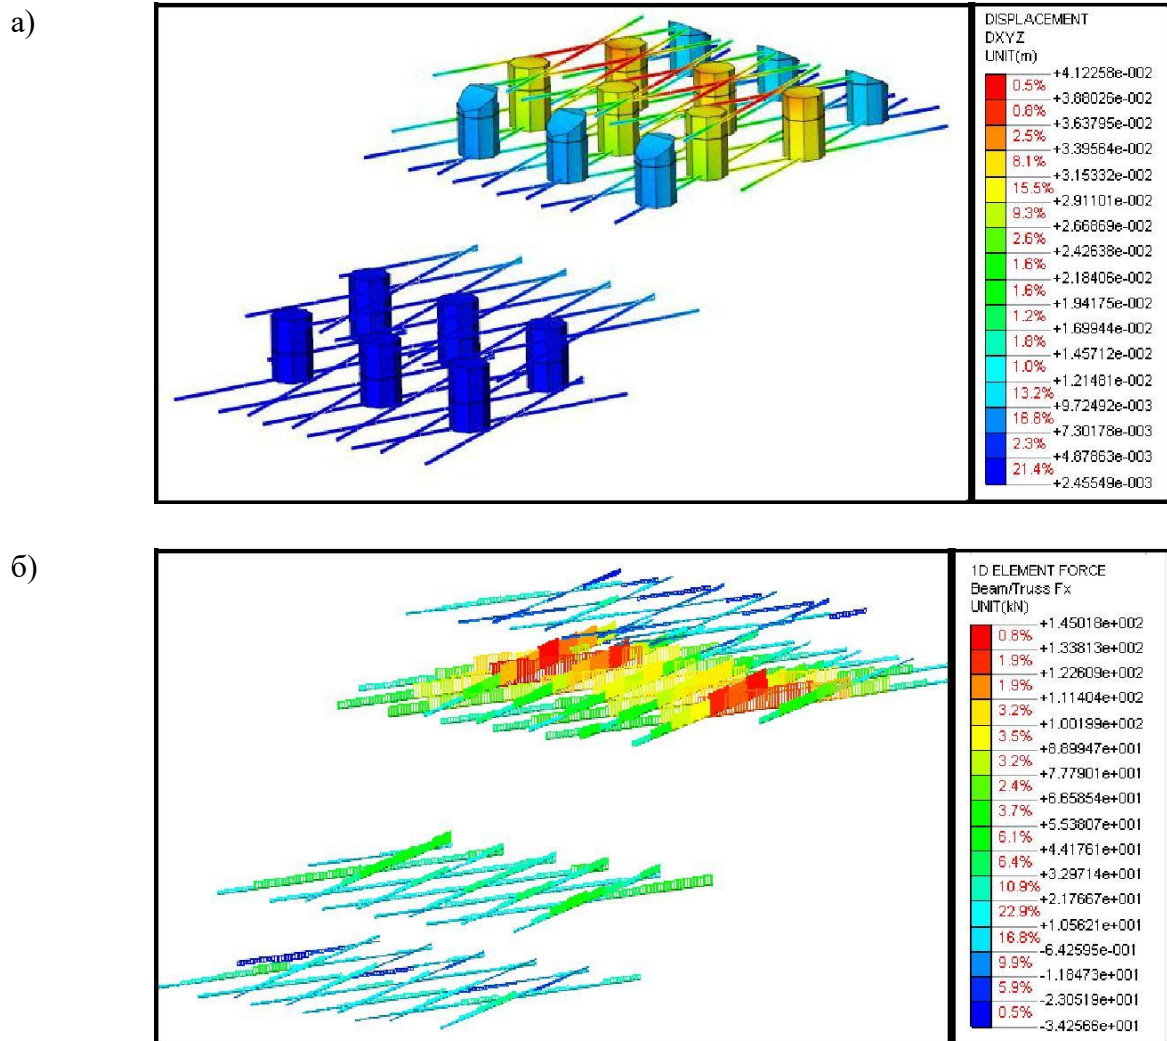 а)
DISPLACEMENT
DXYZ
UNIT(m)
+4.12258e-002
0.5%
+3.88026e-002
0.8%
+3.63795e-002
2.5%
+3.39564e-002
8.1%
+3.15332e-002
15.5%
+2.91101e-002
9.3%
+2.66869e-002
2.6%
+2.42638e-002
1.6%
+2.18406e-002
1.6%
+1.94175e-002
1.2%
+1.69944e-002
1.8%
+1.45712e-002
1.0%
+1.21481e-002
13.2%
+9.72492e-003
16.8%
+7.30178e-003
2.3%
+4.87863e-003
21.4%
+2.45549e-003
б)
1D ELEMENT FORCE
Beam/Truss Fx
UNIT(kN)
+1.45018e+002
0.8%
+1.33813e+002
1.9%
+1.22609e+002
1.9%
+1.11404e+002
3.2%
+1.00199e+002
3.5%
+8.89947e+001
3.2%
+7.77901e+001
2.4%
+6.65854e+001
3.7%
+5.53807e+001
6.1%
+4.41761e+001
6.4%
+3.29714e+001
10.9%
+2.17667e+001
22.9%
+1.05621e+001
16.8%
-6.42595e-001
9.9%
-1.18473e+001
5.9%
-2.30519e+001
0.5%
-3.42566e+001